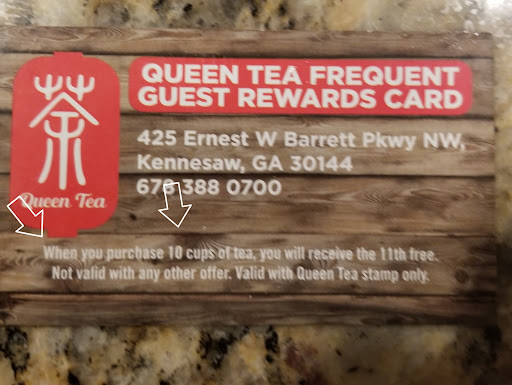 QUEEN TEA FREQUENT
GUEST REWARDS CARD
茶
Queen Tea
425 Ernest W Barrett Pkwy NW,
Kennesaw, GA 30144
678 388 0700
When you purchase 10 cups of tea, you will receive the 11th free.
Not valid with any other offer. Valid with Queen Tea stamp only.